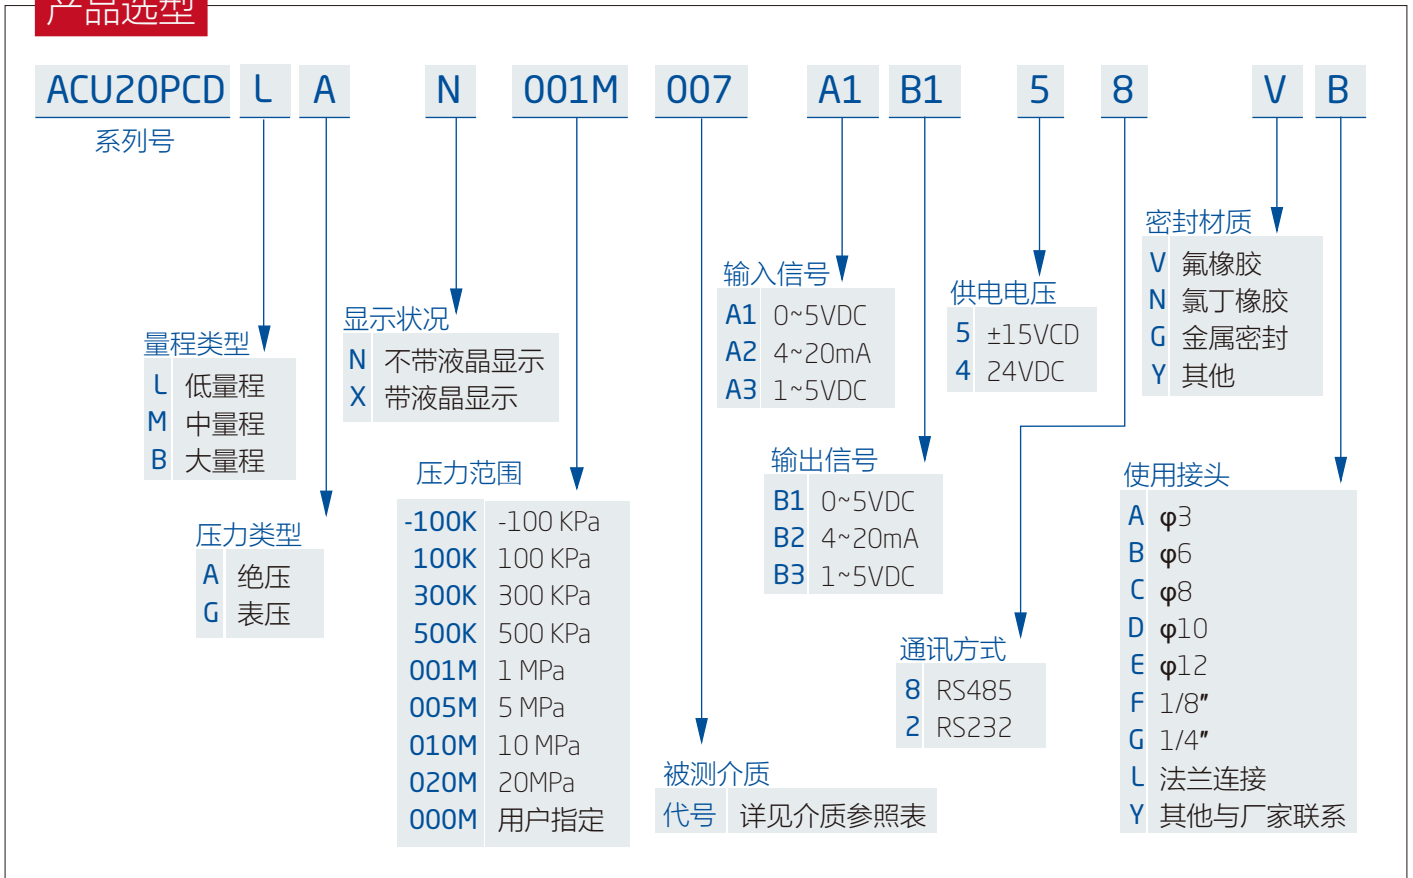 产品选型
ACU20PCD L A N 001M 007 A1 B1 5 8 V B
系列号
量程类型
L 低量程
M 中量程
B 大量程
压力类型
A 绝压
G 表压
显示状况
N 不带液晶显示
X 带液晶显示
压力范围
-100K -100 KPa
100K 100 KPa
300K 300 KPa
500K 500 KPa
001M 1 MPa
005M 5 MPa
010M 10 MPa
020M 20MPa
000M 用户指定
被测介质
代号 详见介质参照表
输入信号
A1 0~5VDC
A2 4~20mA
A3 1~5VDC
输出信号
B1 0~5VDC
B2 4~20mA
B3 1~5VDC
供电电压
5 ±15VCD
4 24VDC
通讯方式
8 RS485
2 RS232
密封材质
V 氟橡胶
N 氯丁橡胶
G 金属密封
Y 其他
使用接头
A φ3
B φ6
C φ8
D φ10
E φ12
F 1/8"
G 1/4"
L 法兰连接
Y 其他与厂家联系